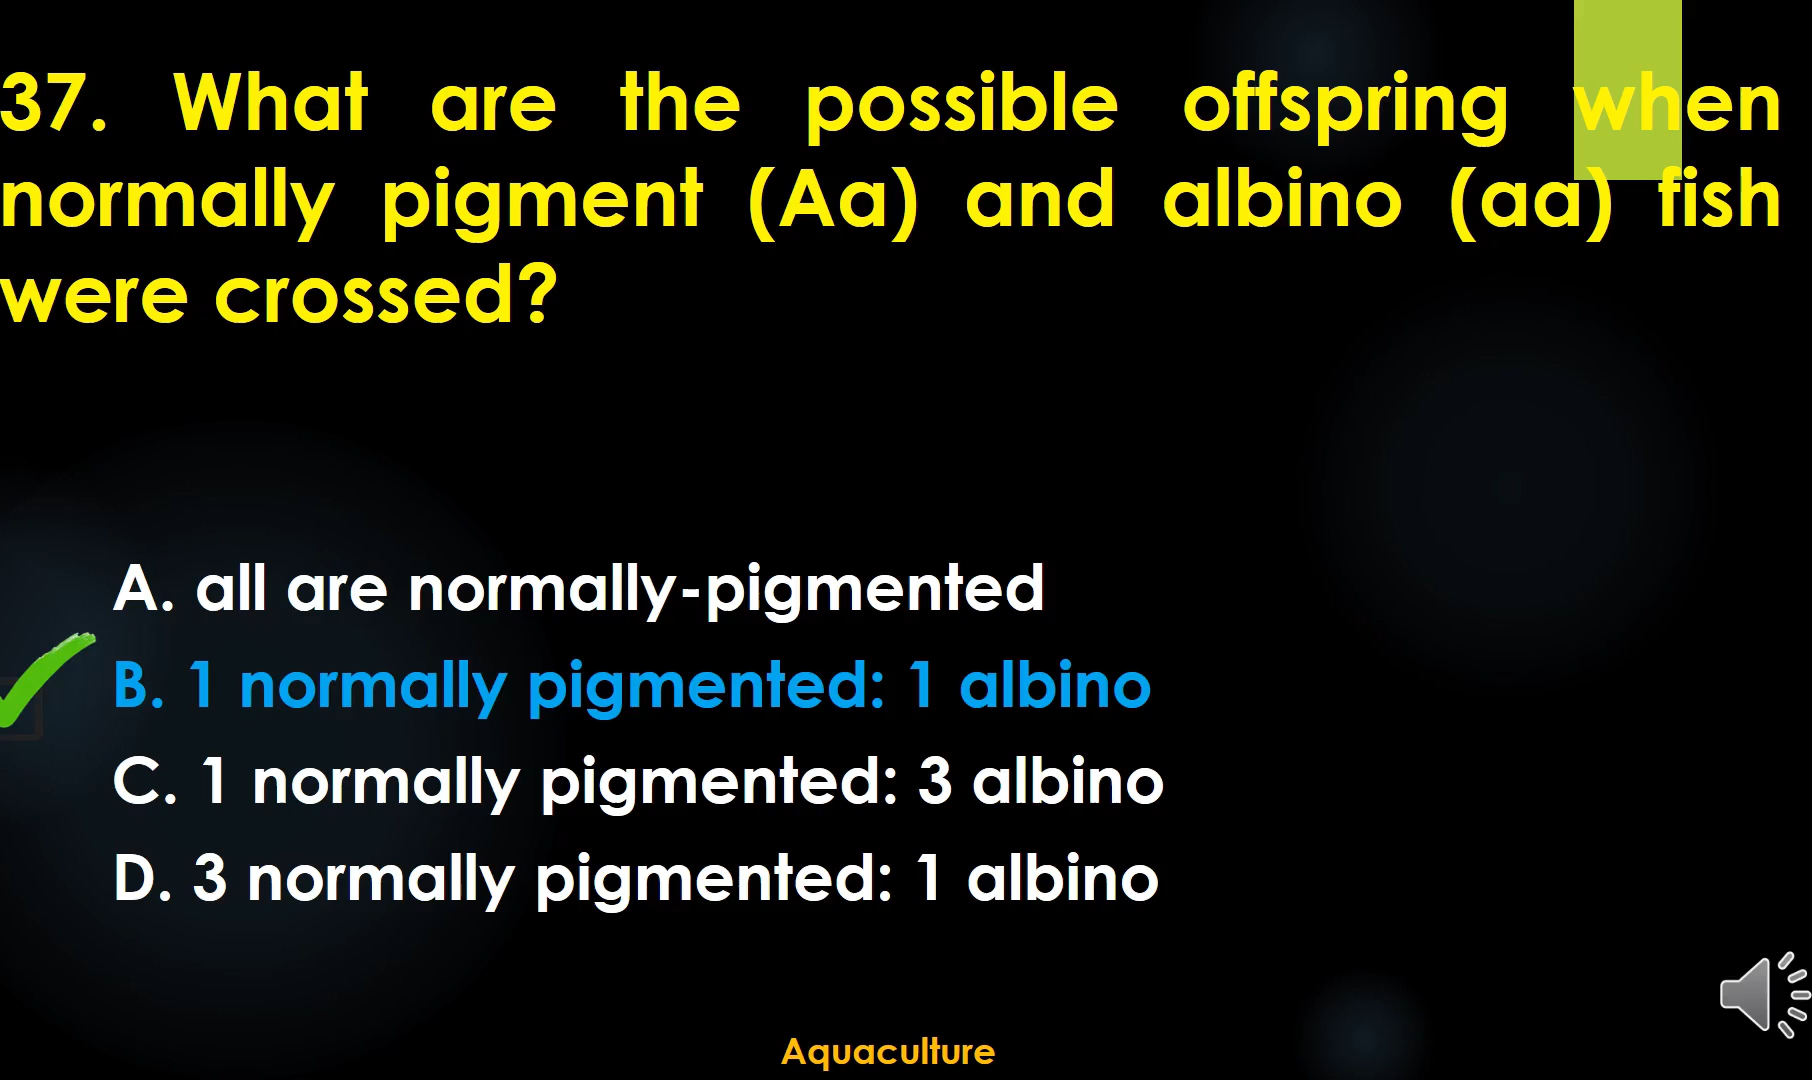 37. What are the possible offspring when
normally pigment (Aa) and albino (aa) fish
were crossed?
A. all are normally-pigmented
B. 1 normally pigmented: 1 albino
C. 1 normally pigmented: 3 albino
D. 3 normally pigmented: 1 albino
Aquaculture